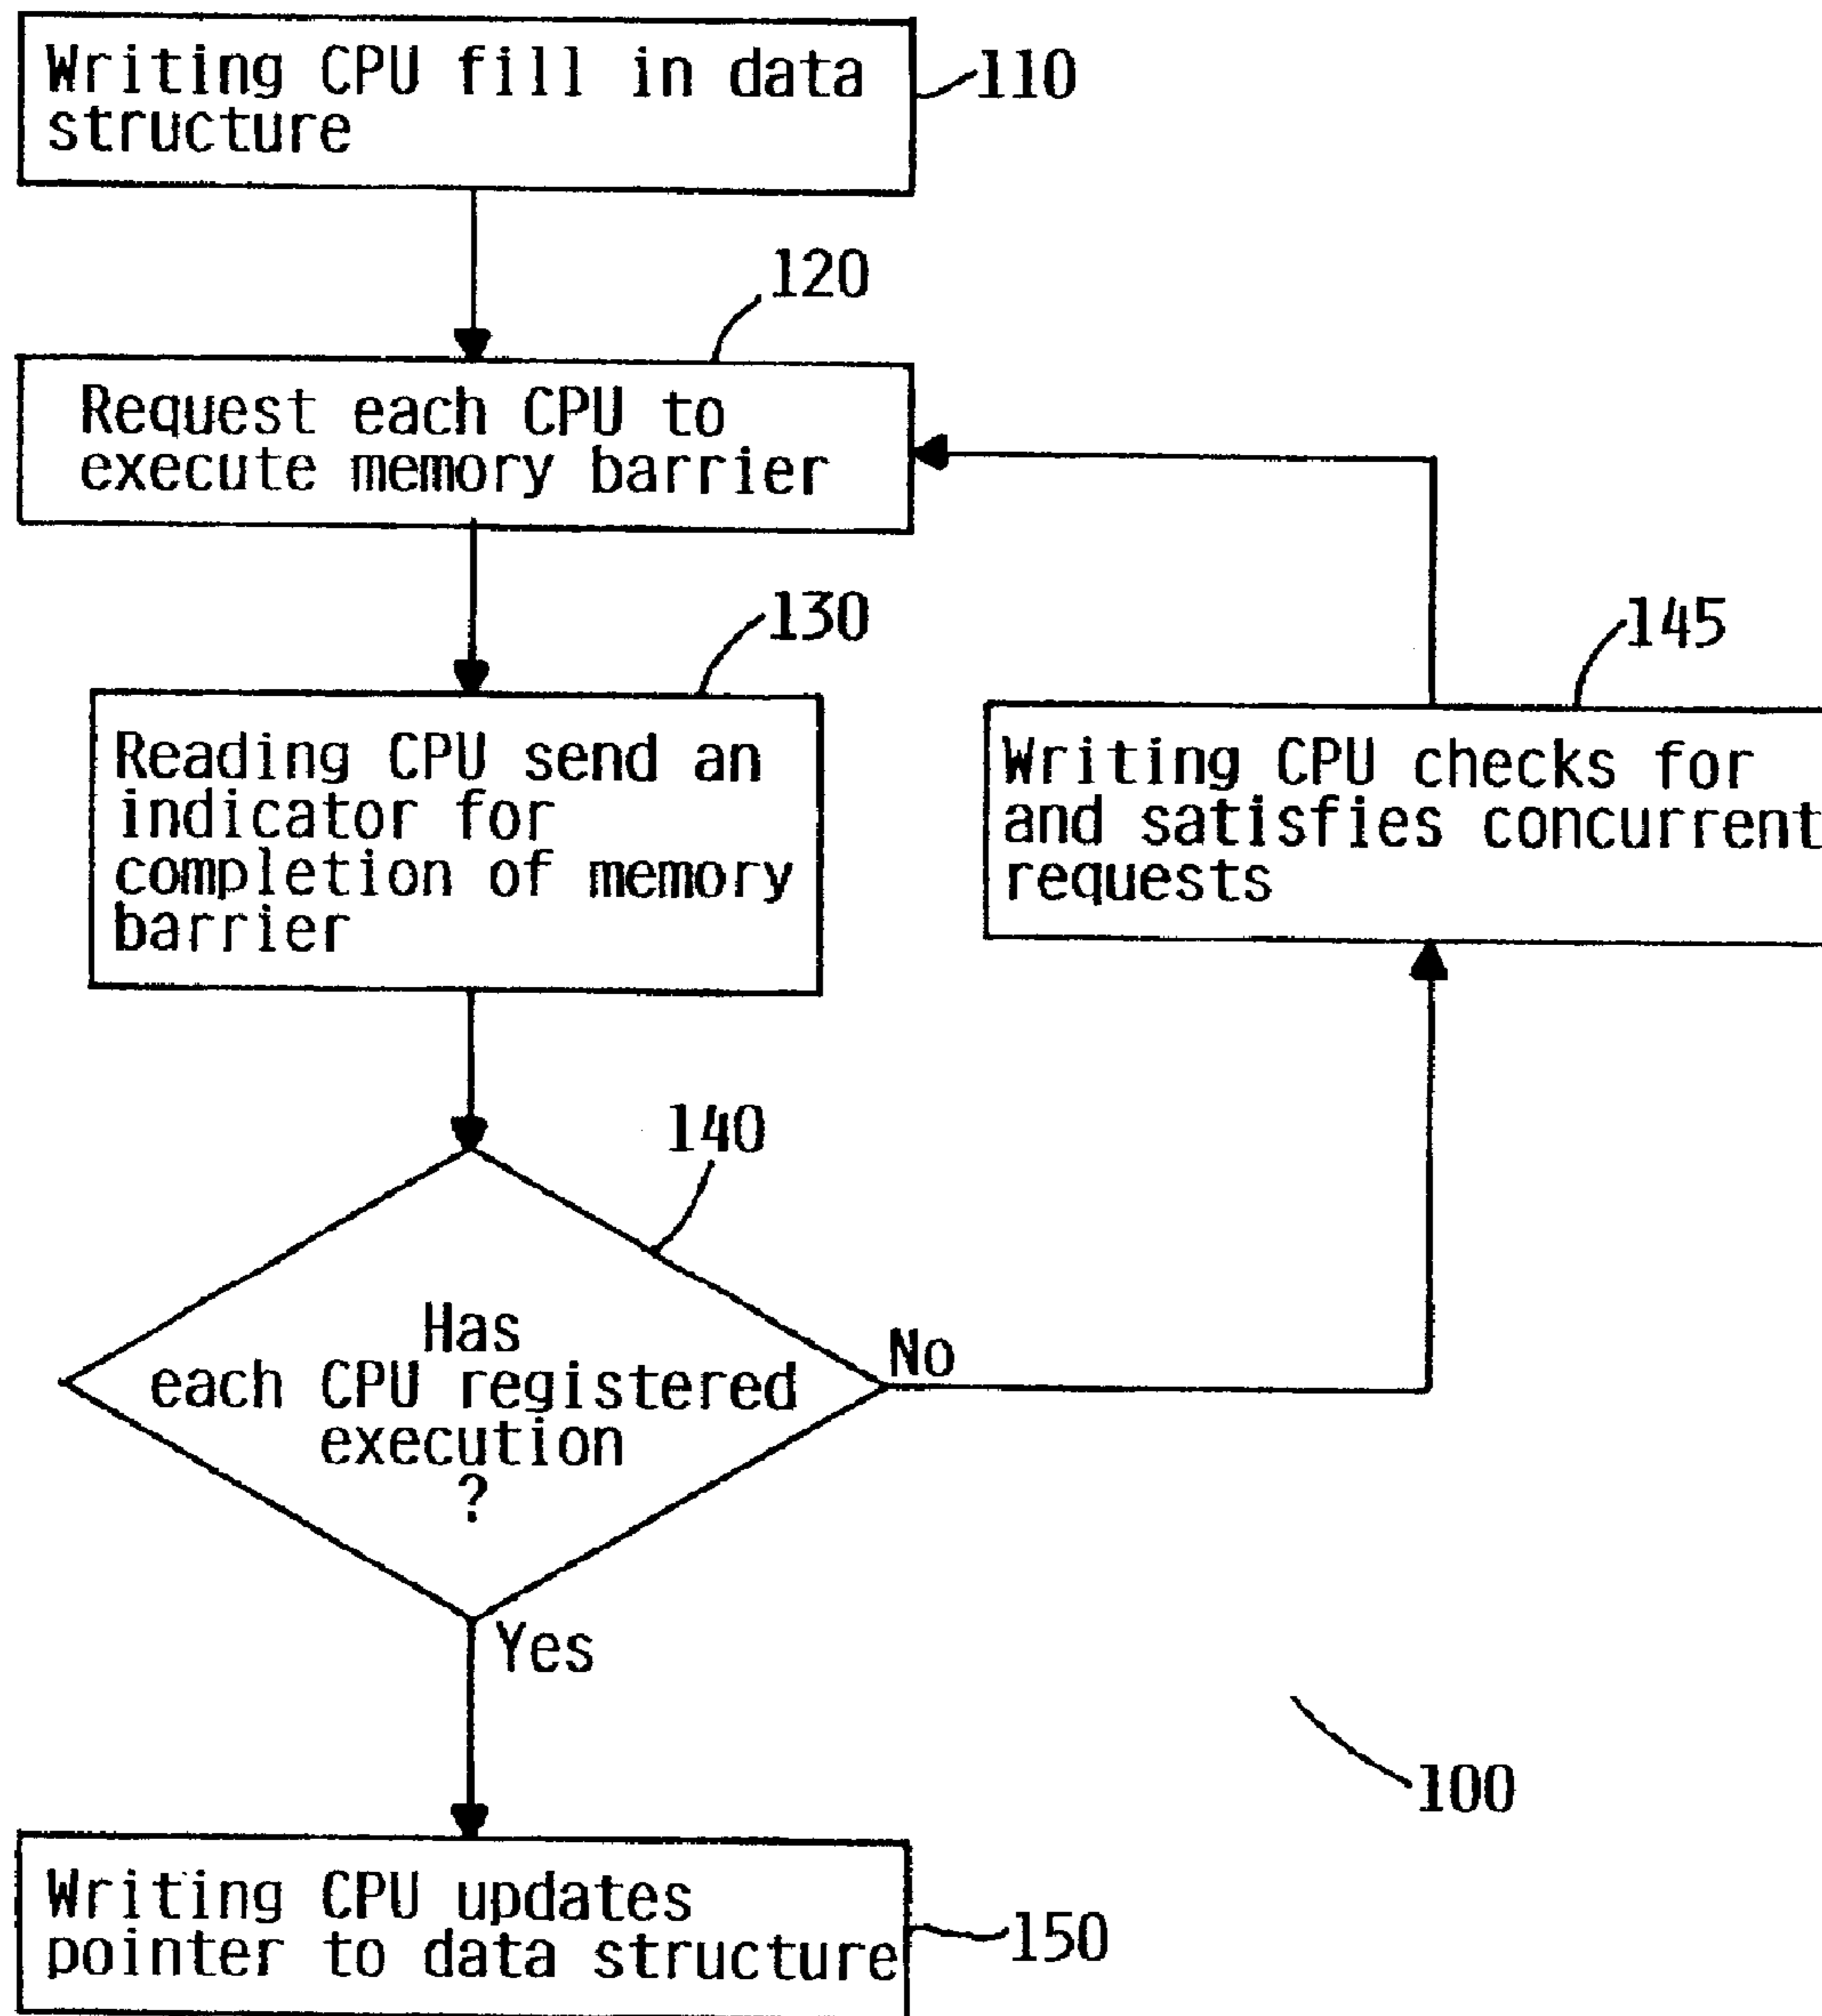 Writing CPU fill in data
structure
110
120
Request each CPU to
execute memory barrier
130
Reading CPU send an
indicator for
completion of memory
barrier
145
Writing CPU checks for
and satisfies concurrent
requests
140
Has
each CPU registered
execution
?
No
Yes
100
Writing CPU updates
pointer to data structure
150